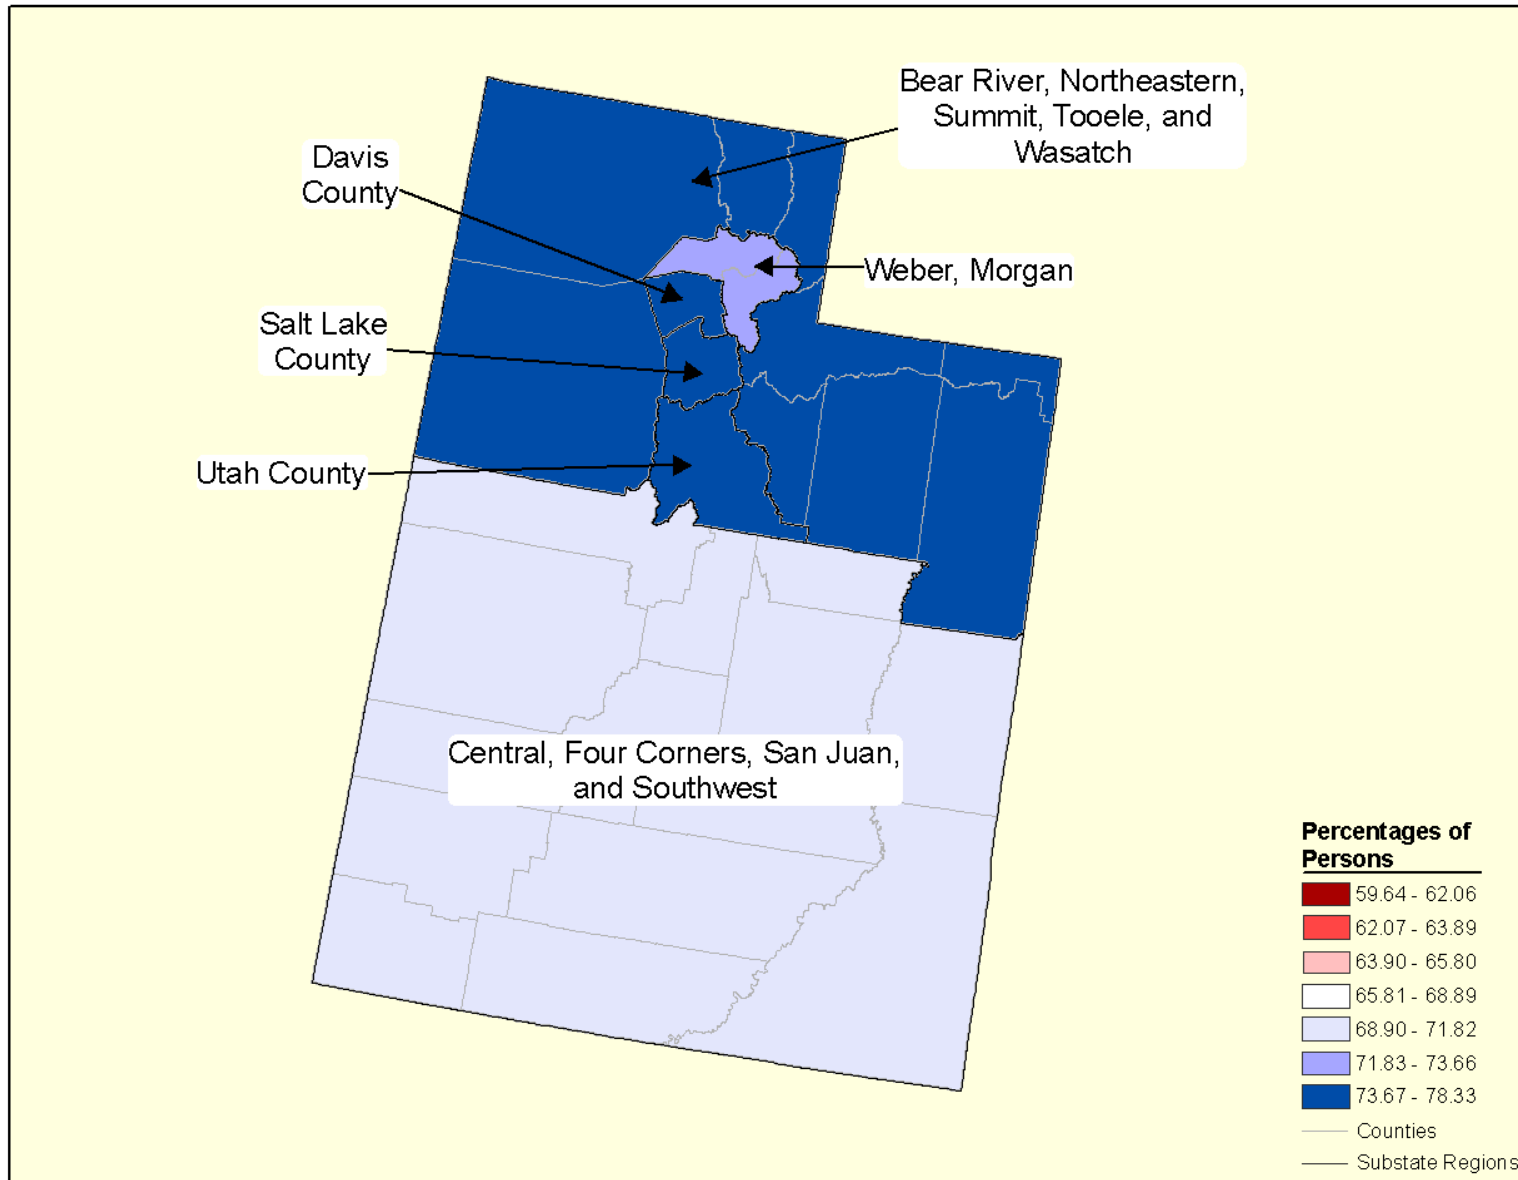 Bear River, Northeastern,
Summit, Tooele, and
Wasatch
Davis
County
Weber, Morgan
Salt Lake
County
Utah County
Central, Four Corners, San Juan,
and Southwest
Percentages of
Persons
59.64 - 62.06
62.07 - 63.89
63.90 - 65.80
65.81 - 68.89
68.90 - 71.82
71.83 - 73.66
73.67 - 78.33
Counties
Substate Regions